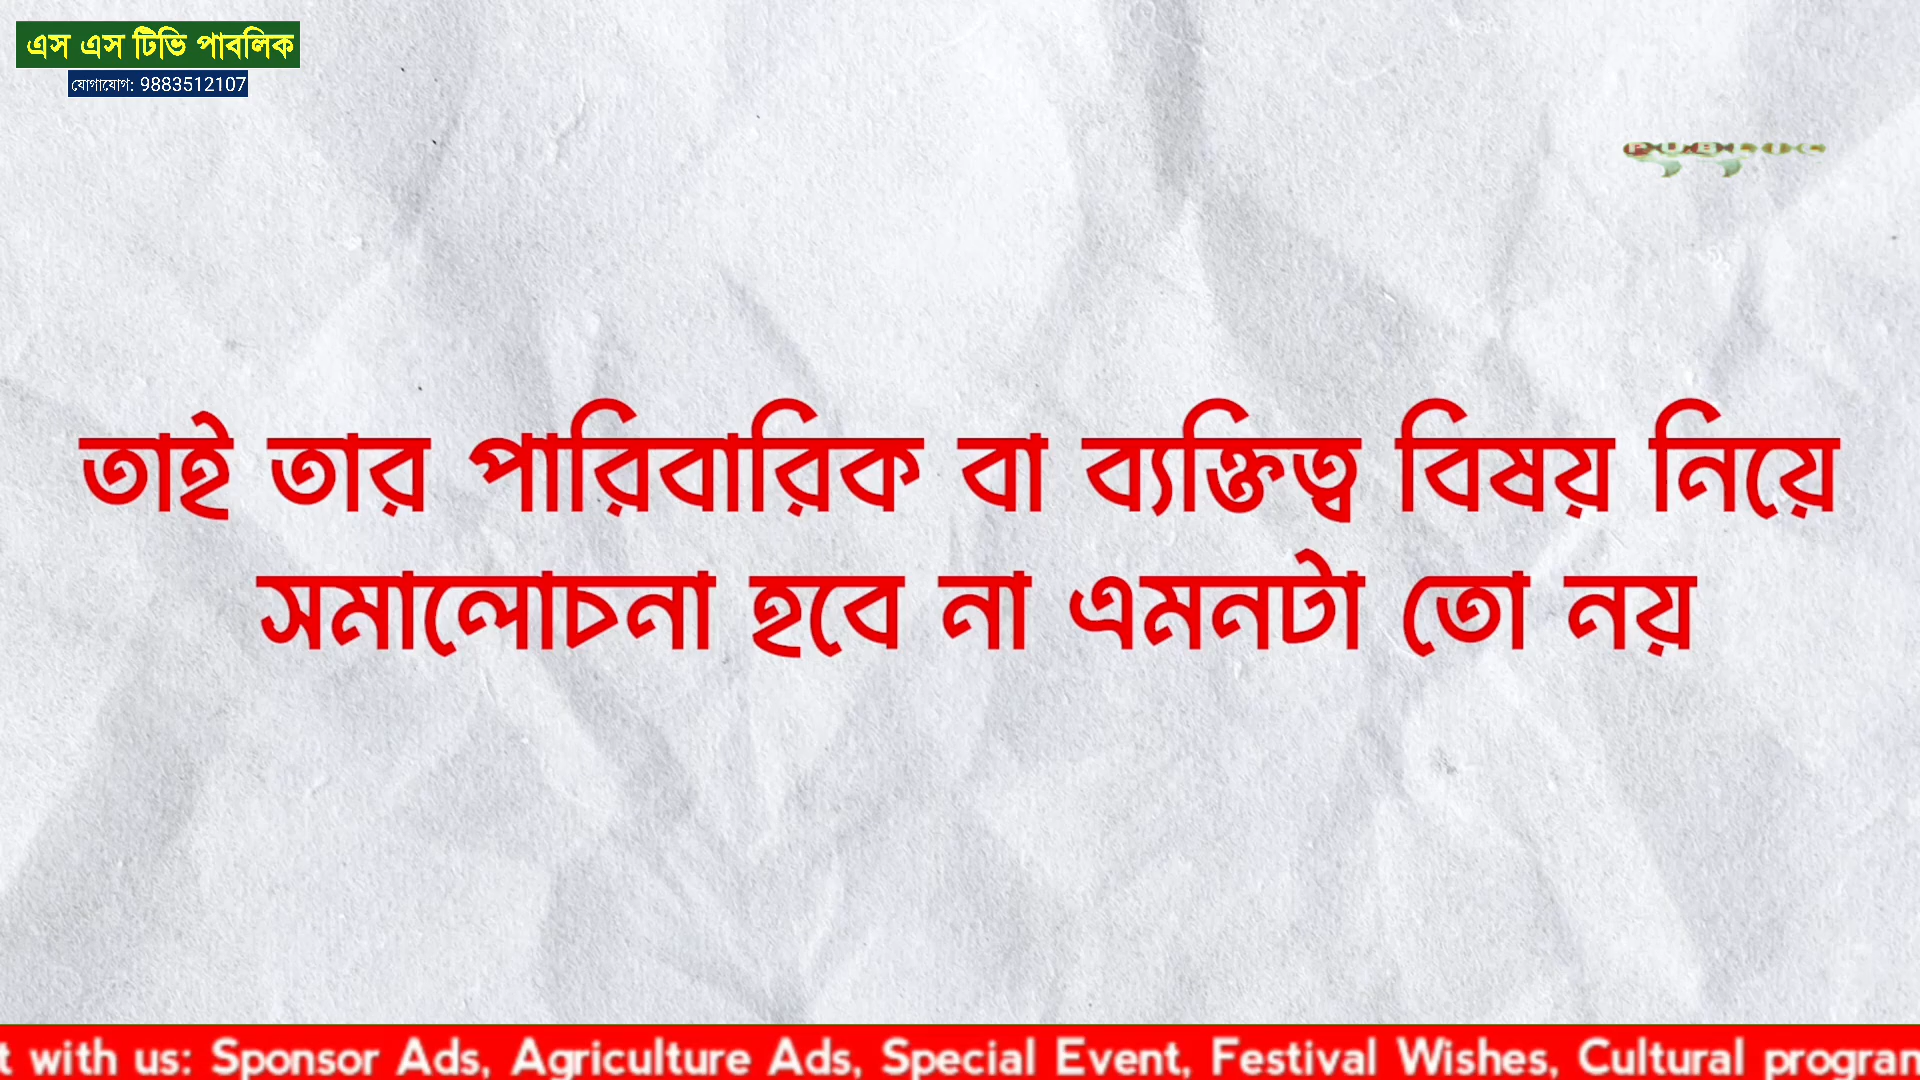 এস এস টিভি পাবলিক
যোগাযোগ: 9883512107
তাই তার পারিবারিক বা ব্যক্তিত্ব বিষয় নিয়ে
সমালোচনা হবে না এমনটা তো নয়
with us: Sponsor Ads, Agriculture Ads, Special Event, Festival Wishes, Cultural